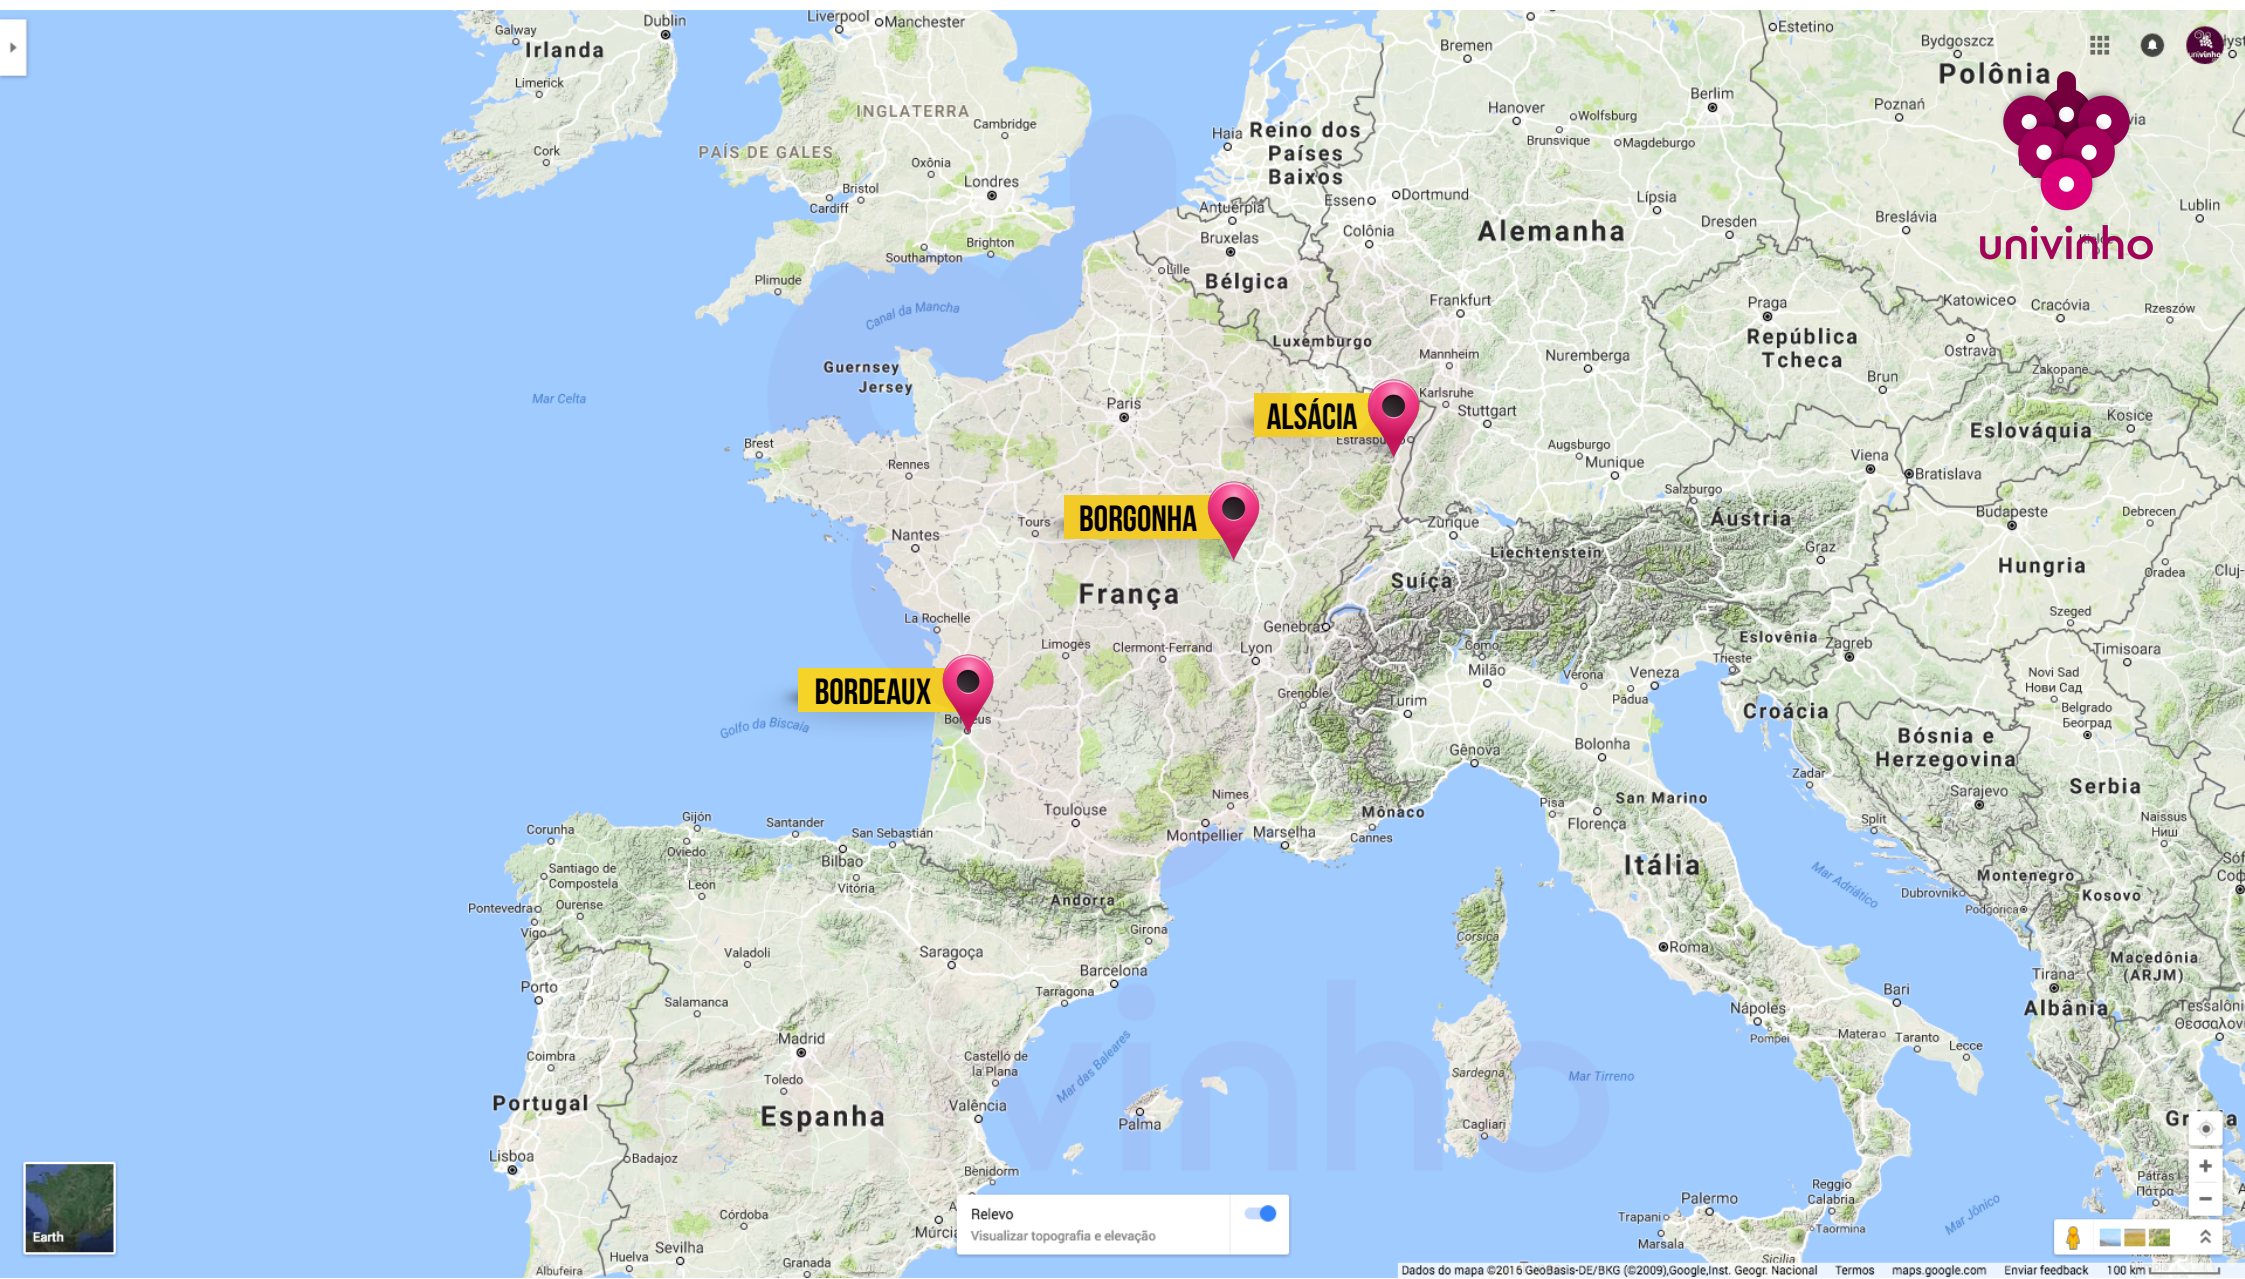 Liverpool
Manchester
Dublin
Galway
Irlanda
Limerick
Cork
INGLATERRA
Cambridge
PAÍS DE GALES
Oxônia
Bristol
Cardiff
Londres
Brighton
Southampton
Plimude
Canal da Mancha
Guernsey
Jersey
Mar Celta
Bremen
Estetino
Bydgoszcz
Polônia
Hanover
Wolfsburg
Berlim
Poznań
Brunsvique
Magdeburgo
Haia
Reino dos
Países
Baixos
Essen
Dortmund
Lípsia
Antuérpia
Colônia
Alemanha
Dresden
Breslávia
Lublin
Bruxelas
Lille
Bélgica
univinho
Frankfurt
Praga
Katowice
Cracóvia
Rzeszów
Luxemburgo
República
Tcheca
Mannheim
Nuremberga
Ostrava
Zakopane
Brun
Karlsruhe
Stuttgart
Paris
ALSÁCIA
Kosice
Eslováquia
Brest
Rennes
Augsburgo
Munique
Viena
Bratislava
Salzburgo
BORGONHA
Tours
Nantes
Zurique
Áustria
Budapeste
Debrecen
Liechtenstein
Graz
Hungria
Oradea
Cluj-
França
Suíça
La Rochelle
Genebra
Szeged
Limoges
Clermont-Ferrand
Lyon
Como
Eslovênia
Zagreb
Timisoara
Trieste
BORDEAUX
Milão
Verona
Veneza
Pádua
Novi Sad
Нови Сад
Grenoble
Turim
Croácia
Belgrado
Београд
Golfo da Biscaia
Gênova
Bolonha
Bósnia e
Herzegovina
Zadar
Serbia
Sarajevo
Nimes
Toulouse
Mônaco
Pisa
San Marino
Montpellier
Marselha
Cannes
Florença
Split
Naissus
Ниш
Corunha
Gijón
Santander
San Sebastián
Oviedo
Bilbao
Vitória
Santiago de
Compostela
León
Itália
Mar Adriático
Montenegro
Kosovo
Dubrovnik
Podgorica
Pontevedra
Ourense
Vigo
Andorra
Girona
Corsica
Roma
Valladoli
Saragoça
Barcelona
Tarragona
Macedônia
(ARJM)
Tirana
Albânia
Porto
Salamanca
Bari
Nápoles
Pompei
Matera
Taranto
Lecce
Madrid
Coimbra
Castelló de
la Plana
Mar das Baleares
Toledo
Sardegna
Mar Tirreno
Portugal
Espanha
Valência
Palma
Cagliari
Lisboa
Badajoz
Benidorm
Reggio
Calabria
Pátras
Πάτρα
Palermo
Mar Jônico
Trapani
Taormina
Marsala
Sicilia
Earth
Córdoba
Múrcia
Relevo
Visualizar topografia e elevação
Huelva
Sevilha
Granada
Albufeira
Dados do mapa ©2016 GeoBasis-DE/BKG (©2009),Google,Inst. Geogr. Nacional Termos maps.google.com Enviar feedback 100 km